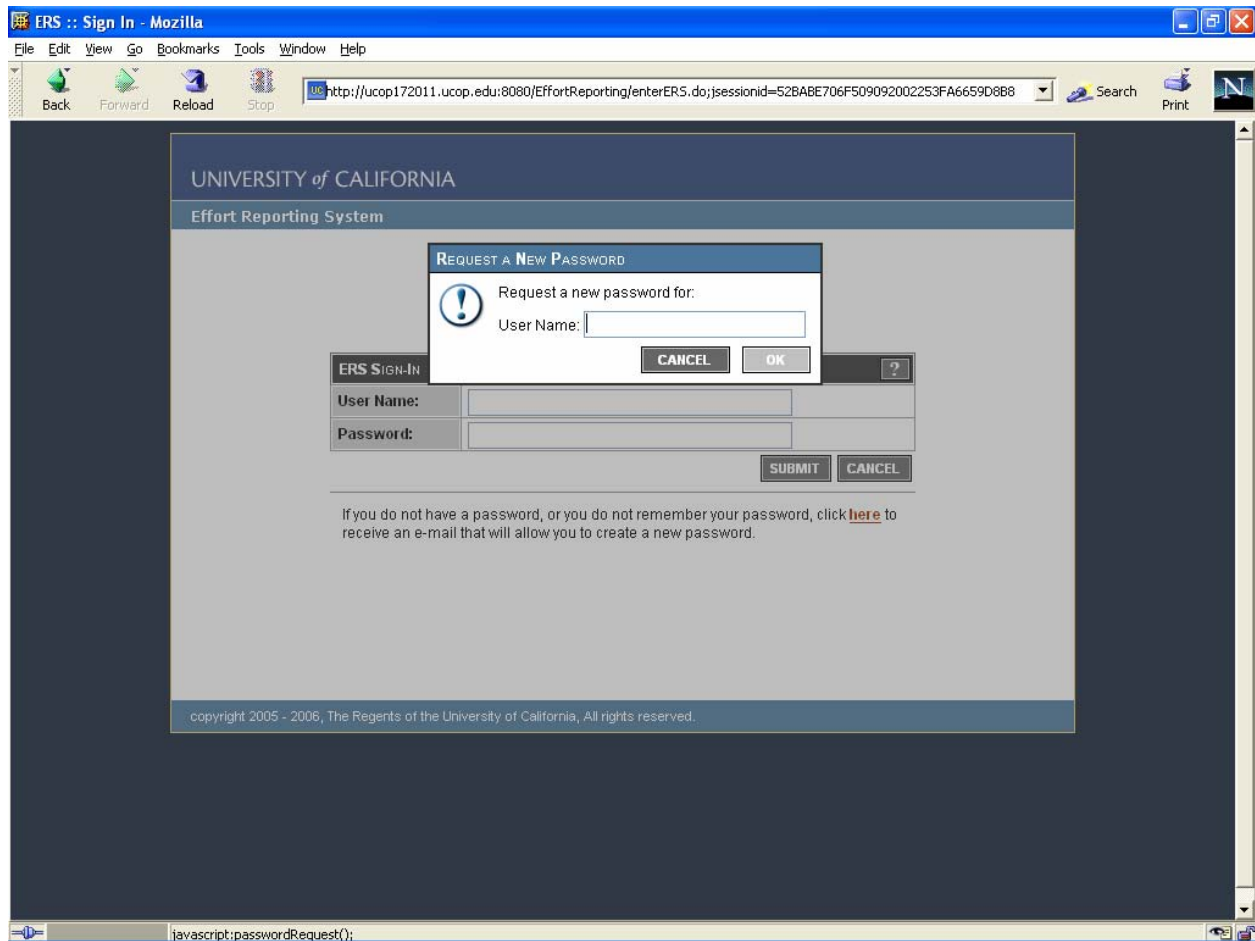 ERS :: Sign In - Mozilla
File Edit View Go Bookmarks Tools Window Help
Back Forward Reload Stop http://ucop172011.ucop.edu:8080/EffortReporting/enterERS.do;jsessionid=52BABE706F509092002253FA6659D8B8 Search Print N
UNIVERSITY of CALIFORNIA
Effort Reporting System
REQUEST A NEW PASSWORD
Request a new password for:
User Name:
CANCEL OK
ERS SIGN-IN ?
User Name:
Password:
SUBMIT CANCEL
If you do not have a password, or you do not remember your password, click here to
receive an e-mail that will allow you to create a new password.
copyright 2005 - 2006, The Regents of the University of California, All rights reserved.
javascript:passwordRequest();